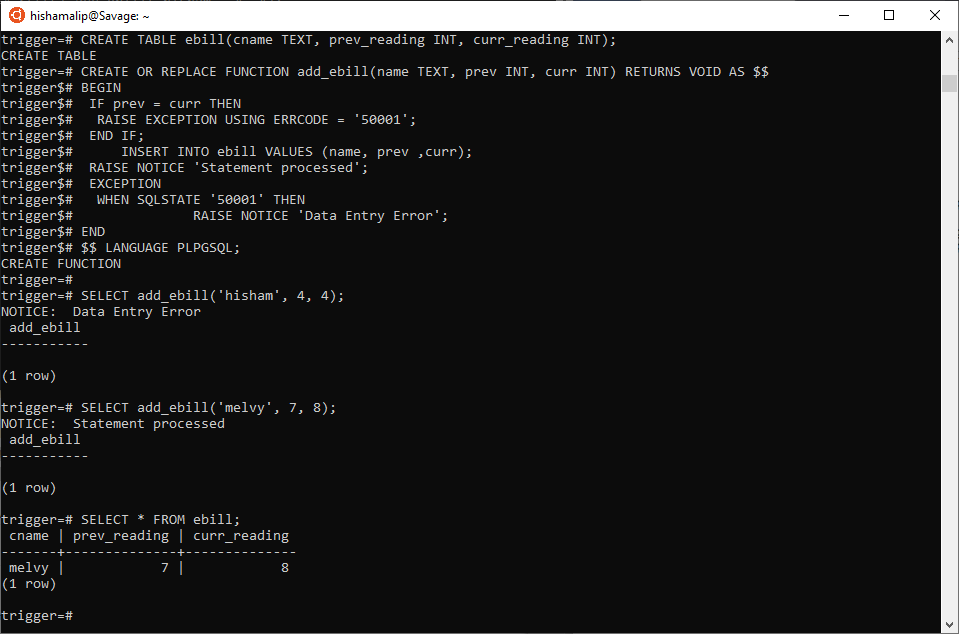 hishamalip@Savage: ~
trigger=# CREATE TABLE ebill(cname TEXT, prev_reading INT, curr_reading INT);
CREATE TABLE
trigger=# CREATE OR REPLACE FUNCTION add_ebill(name TEXT, prev INT, curr INT) RETURNS VOID AS $$
trigger$# BEGIN
trigger$#  IF prev = curr THEN
trigger$#   RAISE EXCEPTION USING ERRCODE = '50001';
trigger$#  END IF;
trigger$#      INSERT INTO ebill VALUES (name, prev ,curr);
trigger$#  RAISE NOTICE 'Statement processed';
trigger$#  EXCEPTION
trigger$#   WHEN SQLSTATE '50001' THEN
trigger$#               RAISE NOTICE 'Data Entry Error';
trigger$# END
trigger$# $$ LANGUAGE PLPGSQL;
CREATE FUNCTION
trigger=#
trigger=# SELECT add_ebill('hisham', 4, 4);
NOTICE:  Data Entry Error
 add_ebill
-----------

(1 row)

trigger=# SELECT add_ebill('melvy', 7, 8);
NOTICE:  Statement processed
 add_ebill
-----------

(1 row)

trigger=# SELECT * FROM ebill;
 cname | prev_reading | curr_reading
-------+--------------+--------------
 melvy |            7 |            8
(1 row)

trigger=#